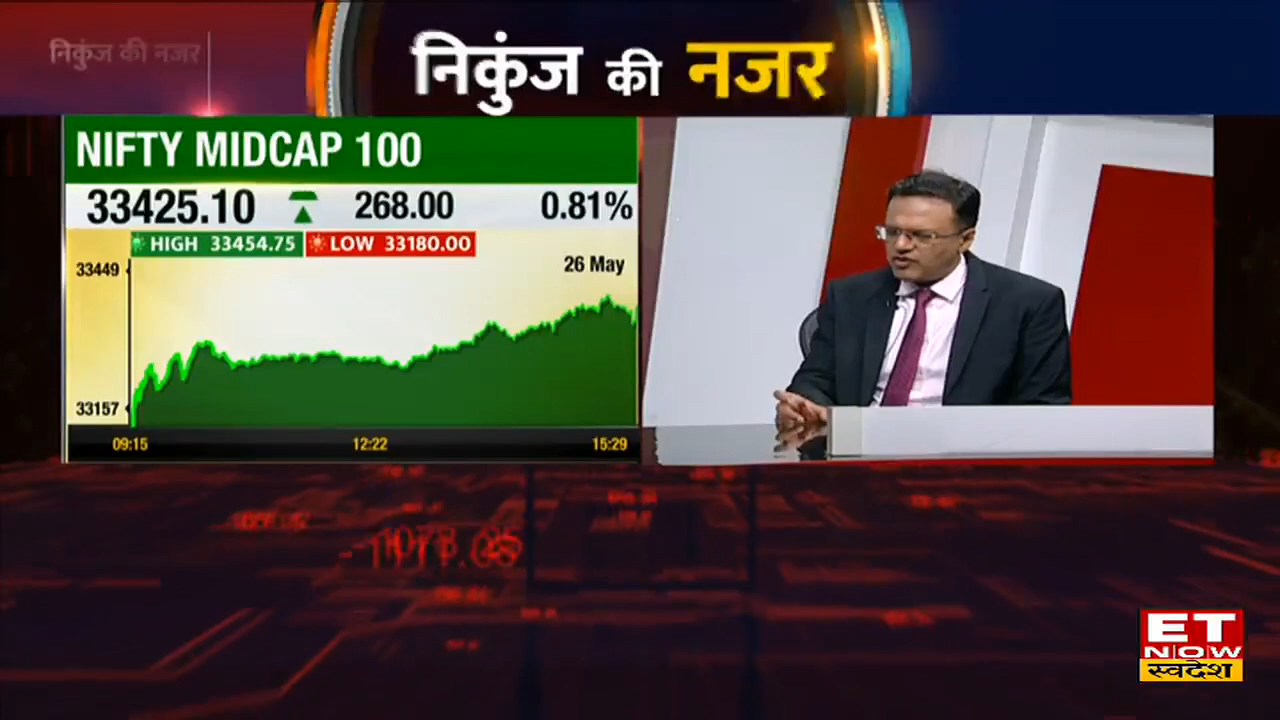 निकुंज की नजर
निकुंज की नजर
NIFTY MIDCAP 100
33425.10 268.00 0.81%
HIGH 33454.75 LOW 33180.00
33449
26 May
33157
09:15 12:22 15:29
ET
NOW
स्वदेश